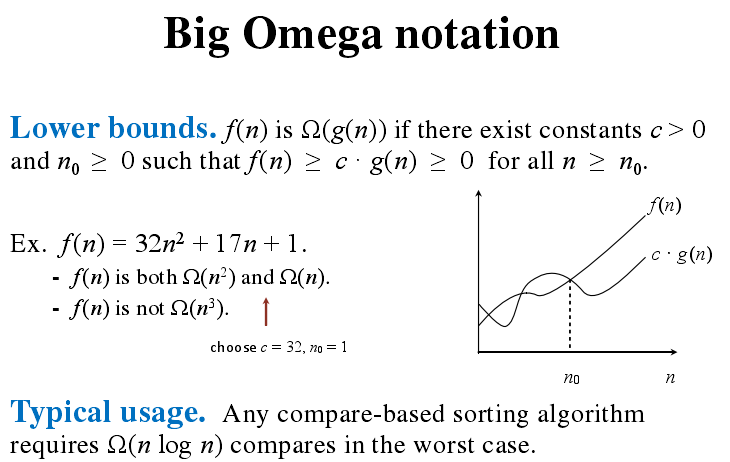 Big Omega notation
Lower bounds. f(n) is Ω(g(n)) if there exist constants c > 0
and n₀ ≥ 0 such that f(n) ≥ c · g(n) ≥ 0 for all n ≥ n₀.
Ex. f(n) = 32n² + 17n + 1.
- f(n) is both Ω(n²) and Ω(n).
- f(n) is not Ω(n³).
choose c = 32, n₀ = 1
f(n)
c · g(n)
n₀
n
Typical usage. Any compare-based sorting algorithm
requires Ω(n log n) compares in the worst case.